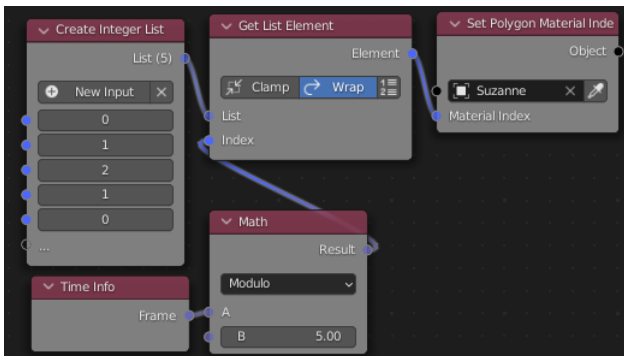 Create Integer List
List (5)
New Input
0
1
2
1
0
...
Get List Element
Element
Clamp
Wrap
List
Index
Set Polygon Material Inde
Object
Suzanne
Material Index
Math
Result
Modulo
A
B 5.00
Time Info
Frame